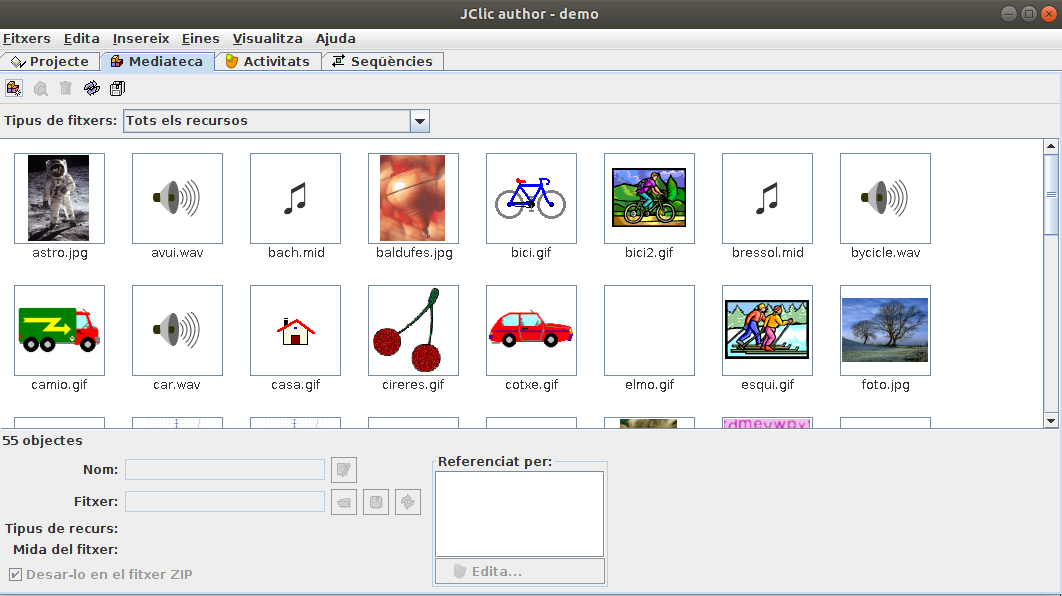 JClic author - demo
Fitxers Edita Insereix Eines Visualitza Ajuda
Projecte Mediateca Activitats Seqüències
Tipus de fitxers: Tots els recursos
astro.jpg avui.wav bach.mid baldufes.jpg bici.gif bici2.gif bressol.mid bycicle.wav
camio.gif car.wav casa.gif cireres.gif cotxe.gif elmo.gif esqui.gif foto.jpg
55 objectes
Nom:
Fitxer:
Tipus de recurs:
Mida del fitxer:
Desar-lo en el fitxer ZIP
Referenciat per:
Edita...